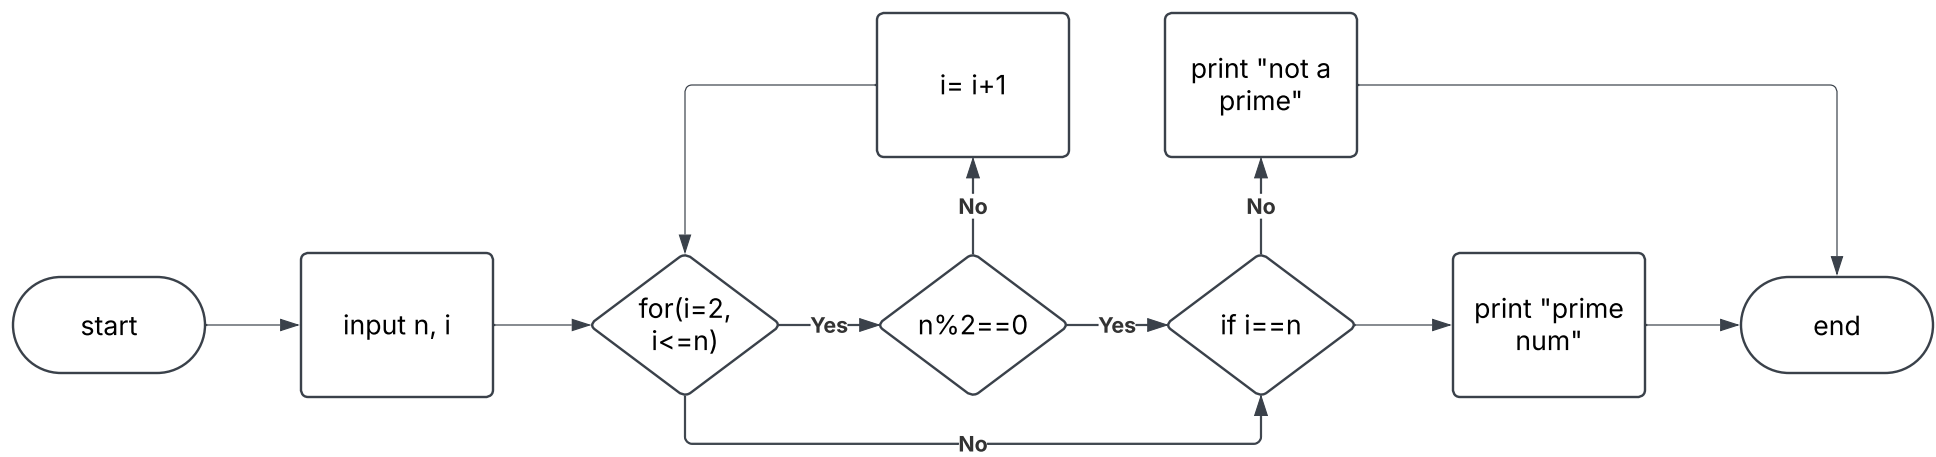 start
input n, i
for(i=2,
i<=n)
Yes
n%2==0
No
i= i+1
Yes
if i==n
No
print "not a
prime"
print "prime
num"
end
No